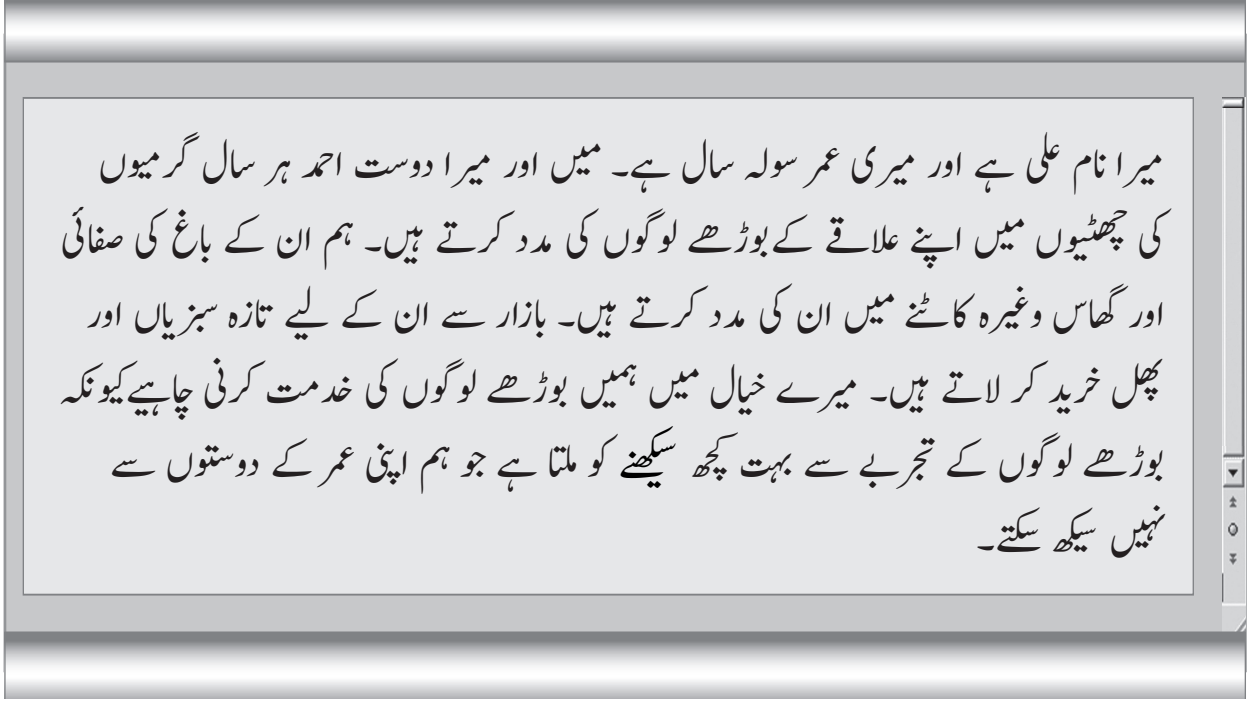 میرا نام علی ہے اور میری عمر سولہ سال ہے۔ میں اور میرا دوست احمد ہر سال گرمیوں
کی چھٹیوں میں اپنے علاقے کے بوڑھے لوگوں کی مدد کرتے ہیں۔ ہم ان کے باغ کی صفائی
اور گھاس وغیرہ کاٹنے میں ان کی مدد کرتے ہیں۔ بازار سے ان کے لیے تازہ سبزیاں اور
پھل خرید کر لاتے ہیں۔ میرے خیال میں ہمیں بوڑھے لوگوں کی خدمت کرنی چاہیے کیونکہ
بوڑھے لوگوں کے تجربے سے بہت کچھ سیکھنے کو ملتا ہے جو ہم اپنی عمر کے دوستوں سے
نہیں سیکھ سکتے۔